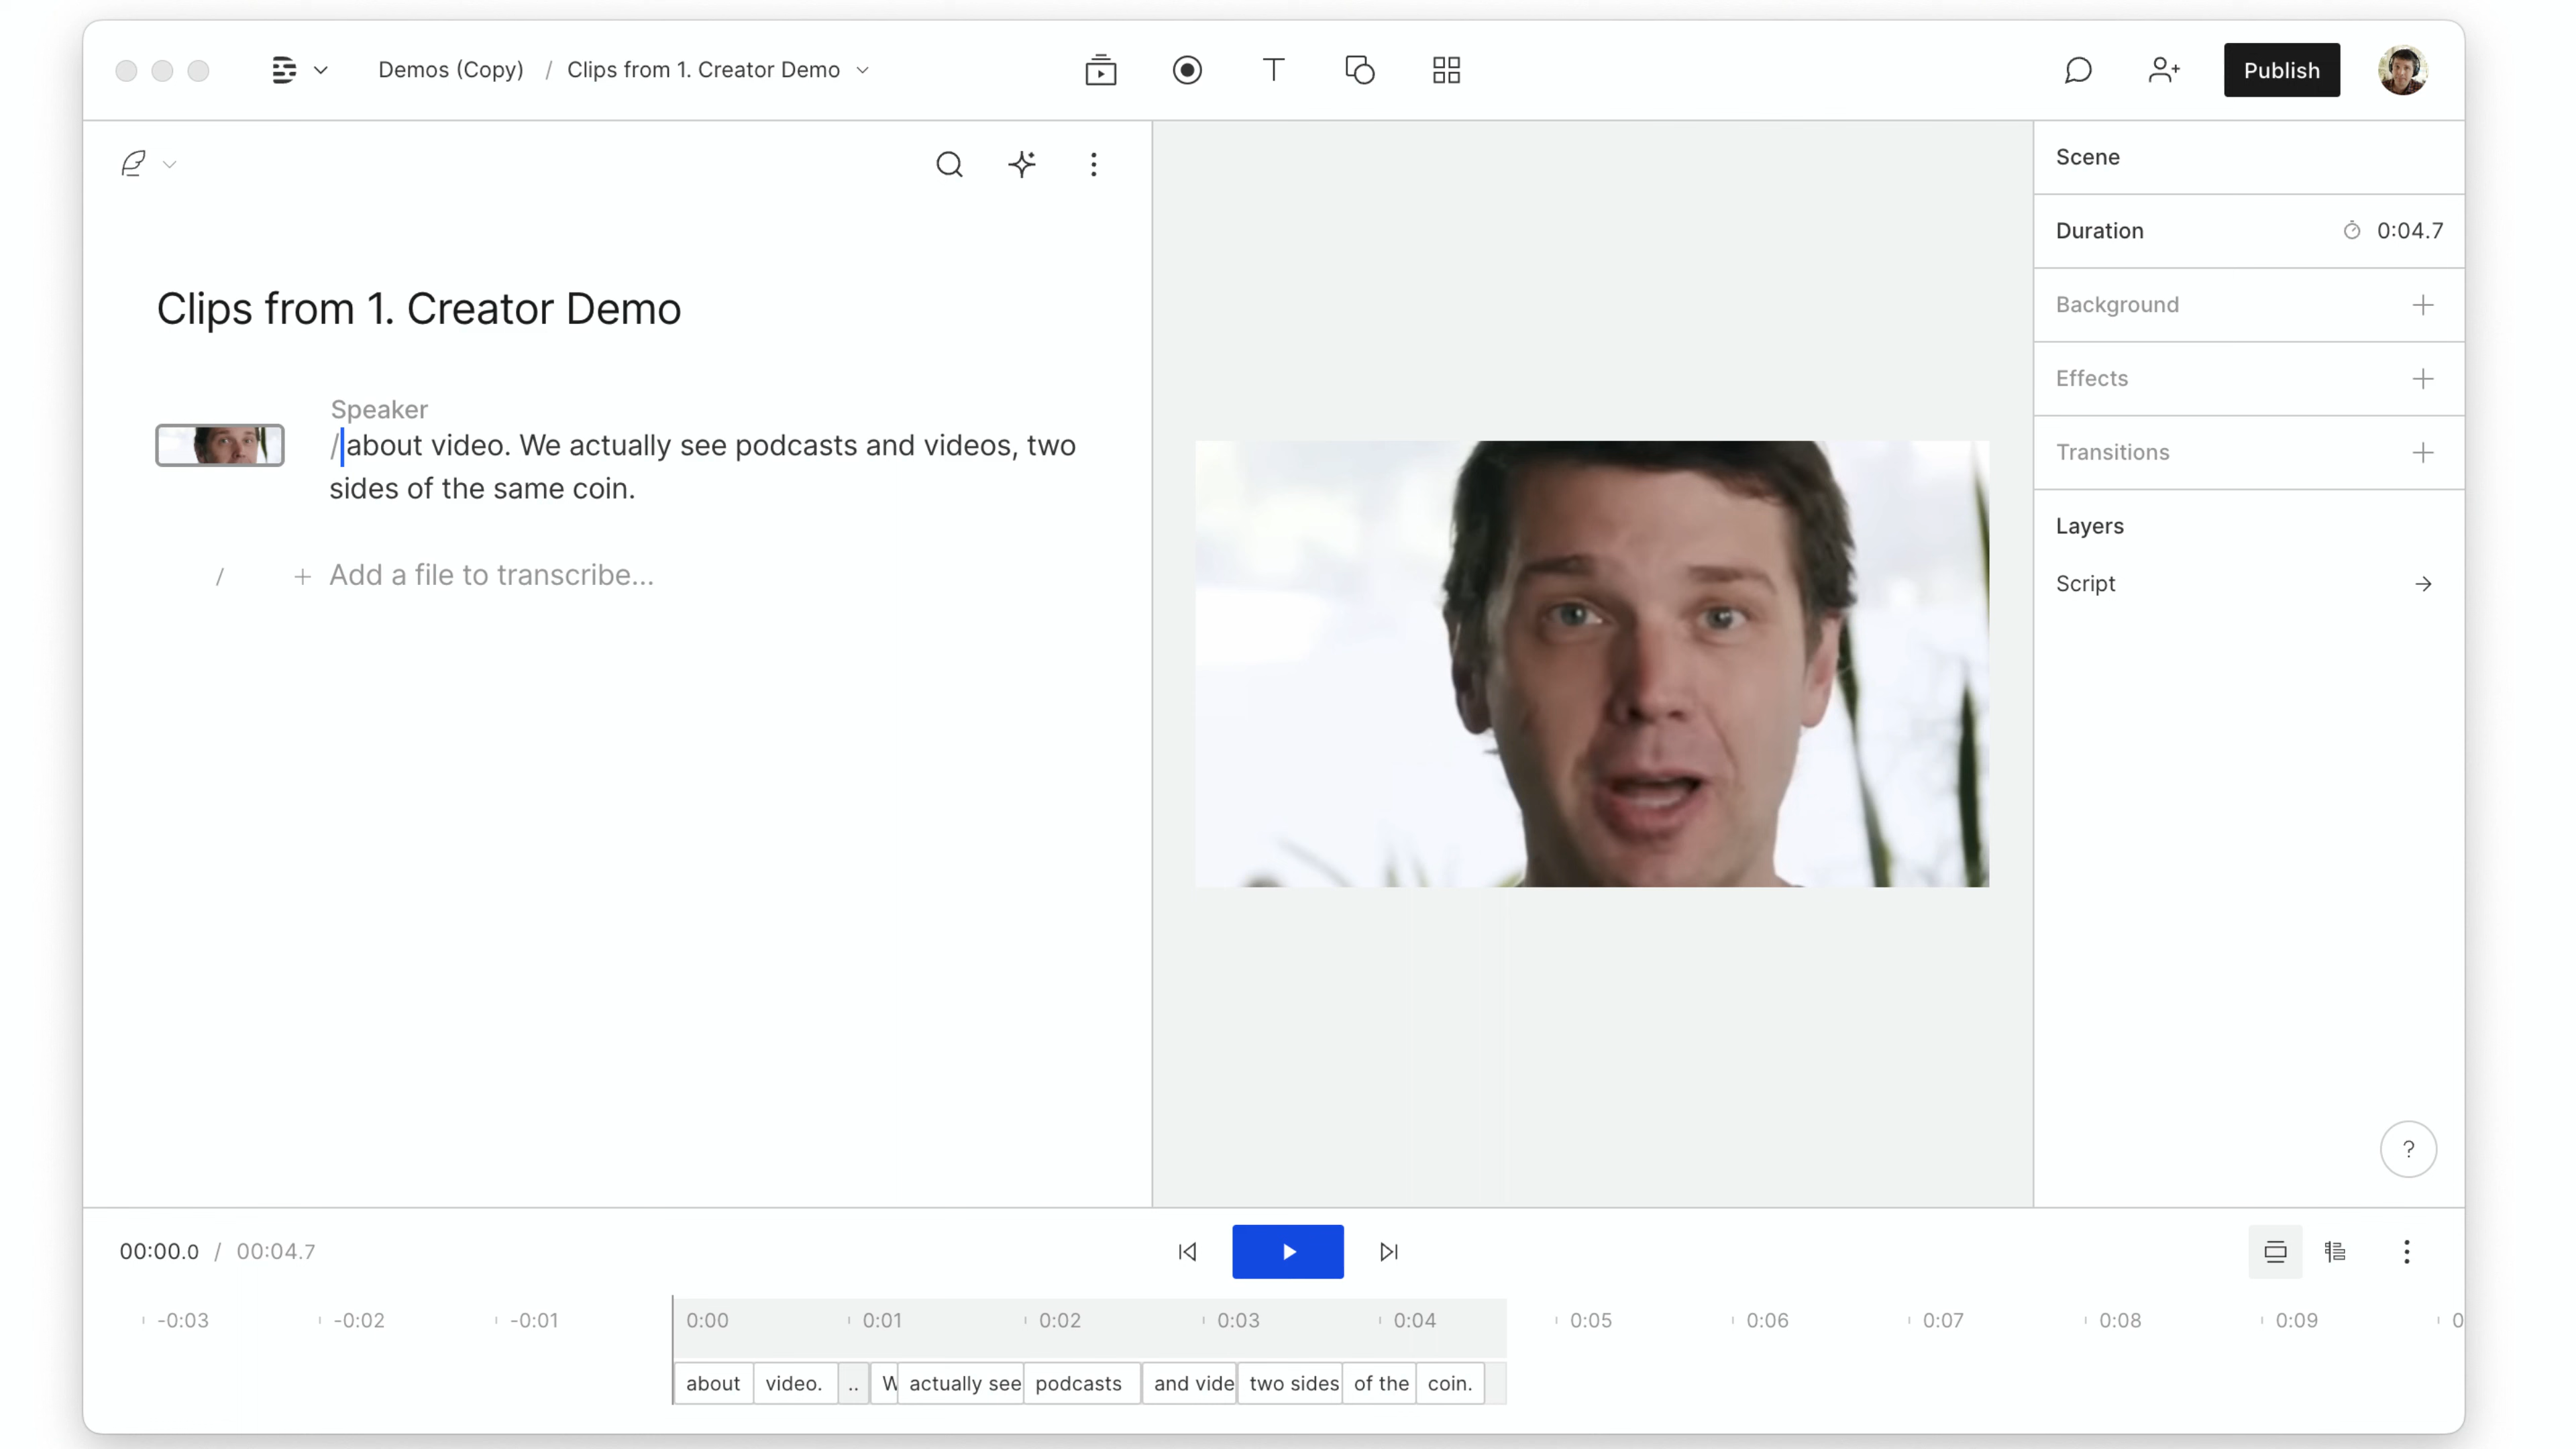 Demos (Copy) / Clips from 1. Creator Demo
Publish
Clips from 1. Creator Demo
Speaker
/about video. We actually see podcasts and videos, two
sides of the same coin.
/ + Add a file to transcribe...
Scene
Duration 0:04.7
Background
Effects
Transitions
Layers
Script
?
00:00.0 / 00:04.7
-0:03 -0:02 -0:01 0:00 0:01 0:02 0:03 0:04 0:05 0:06 0:07 0:08 0:09 0
about video. .. W actually see podcasts and vide two sides of the coin.